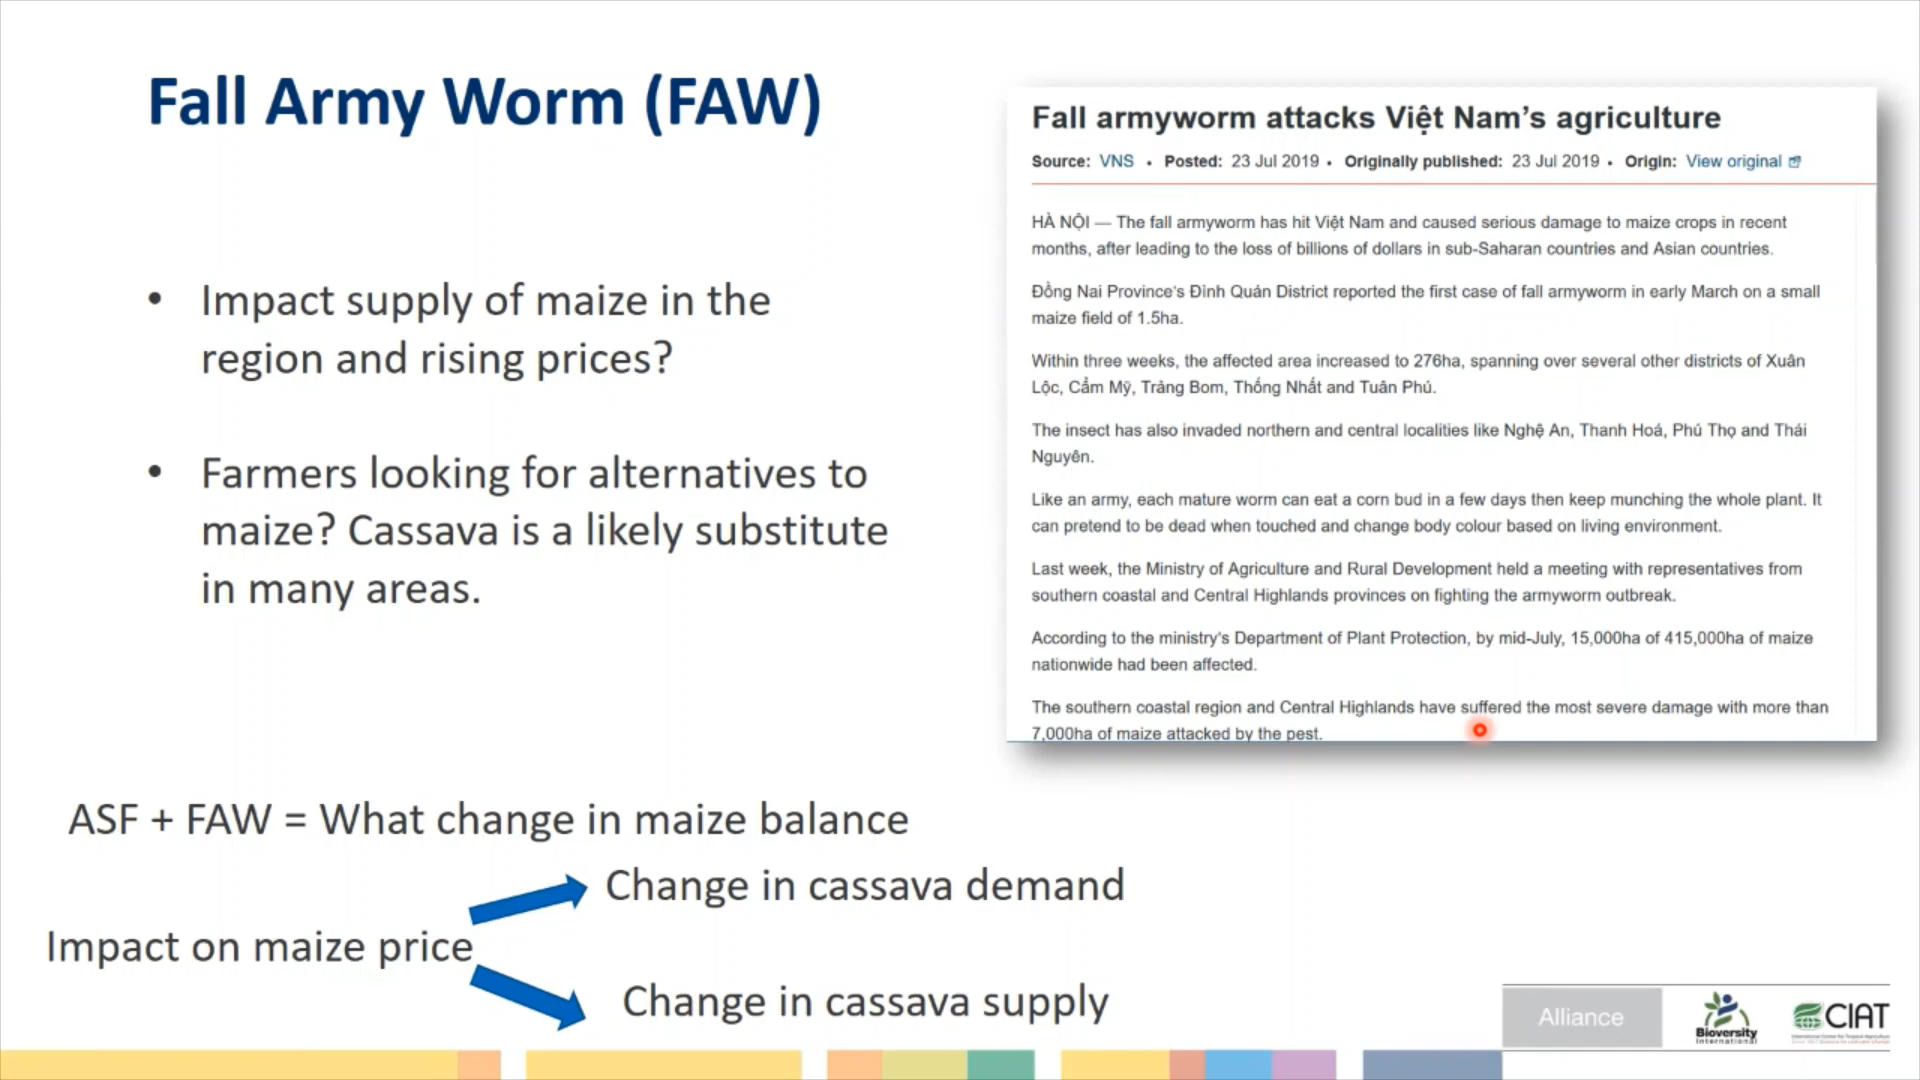 Fall Army Worm (FAW)
• Impact supply of maize in the
region and rising prices?
• Farmers looking for alternatives to
maize? Cassava is a likely substitute
in many areas.
Fall armyworm attacks Việt Nam's agriculture
Source: VNS • Posted: 23 Jul 2019 • Originally published: 23 Jul 2019 • Origin: View original
HÀ NỘI — The fall armyworm has hit Việt Nam and caused serious damage to maize crops in recent
months, after leading to the loss of billions of dollars in sub-Saharan countries and Asian countries.
Đồng Nai Province's Định Quán District reported the first case of fall armyworm in early March on a small
maize field of 1.5ha.
Within three weeks, the affected area increased to 276ha, spanning over several other districts of Xuân
Lộc, Cẩm Mỹ, Trảng Bom, Thống Nhất and Tuân Phú.
The insect has also invaded northern and central localities like Nghệ An, Thanh Hoá, Phú Thọ and Thái
Nguyên.
Like an army, each mature worm can eat a corn bud in a few days then keep munching the whole plant. It
can pretend to be dead when touched and change body colour based on living environment.
Last week, the Ministry of Agriculture and Rural Development held a meeting with representatives from
southern coastal and Central Highlands provinces on fighting the armyworm outbreak.
According to the ministry's Department of Plant Protection, by mid-July, 15,000ha of 415,000ha of maize
nationwide had been affected.
The southern coastal region and Central Highlands have suffered the most severe damage with more than
7,000ha of maize attacked by the pest.
ASF + FAW = What change in maize balance
Change in cassava demand
Impact on maize price
Change in cassava supply
Alliance
Bioversity
International
CIAT
International Center for Tropical Agriculture